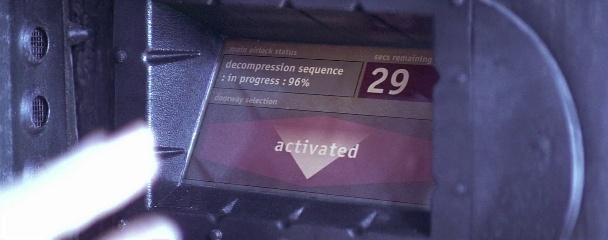 main airlock status
secs remaining
decompression sequence
: in progress : 96%
29
doorway selection
activated